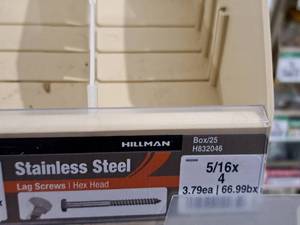 HILLMAN
Stainless Steel
Lag Screws | Hex Head
Box/25
H832046
5/16x
4
3.79ea | 66.99bx